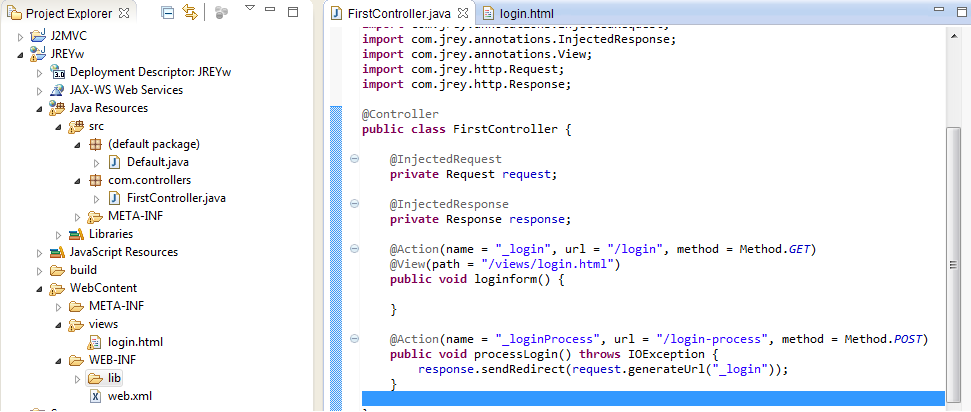 Project Explorer
J2MVC
JREYw
3.0 Deployment Descriptor: JREYw
JAX-WS Web Services
Java Resources
src
(default package)
Default.java
com.controllers
FirstController.java
META-INF
Libraries
JavaScript Resources
build
WebContent
META-INF
views
login.html
WEB-INF
lib
web.xml
FirstController.java
login.html
import com.jrey.annotations.InjectedRequest;
import com.jrey.annotations.InjectedResponse;
import com.jrey.annotations.View;
import com.jrey.http.Request;
import com.jrey.http.Response;
@Controller
public class FirstController {
@InjectedRequest
private Request request;
@InjectedResponse
private Response response;
@Action(name = "_login", url = "/login", method = Method.GET)
@View(path = "/views/login.html")
public void loginform() {
}
@Action(name = "_loginProcess", url = "/login-process", method = Method.POST)
public void processLogin() throws IOException {
response.sendRedirect(request.generateUrl("_login"));
}